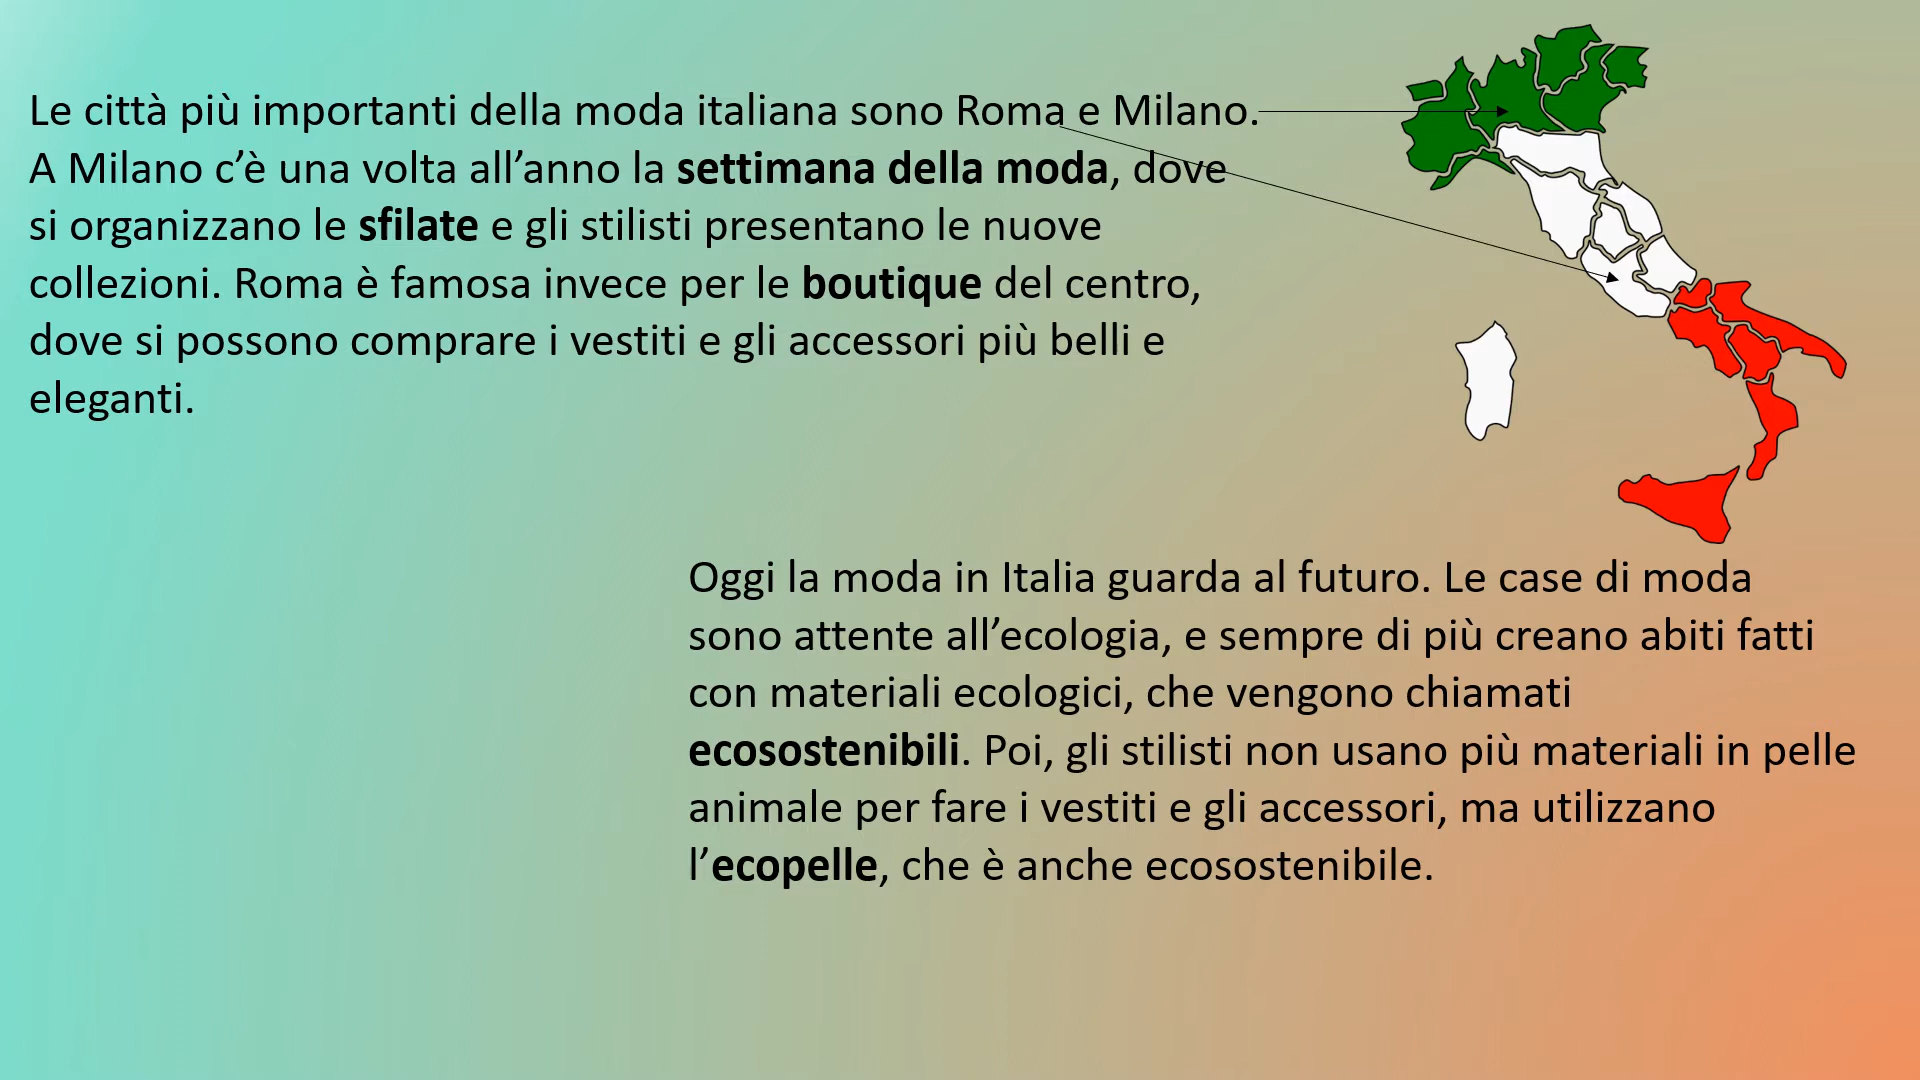 Le città più importanti della moda italiana sono Roma e Milano.
A Milano c’è una volta all’anno la settimana della moda, dove
si organizzano le sfilate e gli stilisti presentano le nuove
collezioni. Roma è famosa invece per le boutique del centro,
dove si possono comprare i vestiti e gli accessori più belli e
eleganti.
Oggi la moda in Italia guarda al futuro. Le case di moda
sono attente all’ecologia, e sempre di più creano abiti fatti
con materiali ecologici, che vengono chiamati
ecosostenibili. Poi, gli stilisti non usano più materiali in pelle
animale per fare i vestiti e gli accessori, ma utilizzano
l’ecopelle, che è anche ecosostenibile.